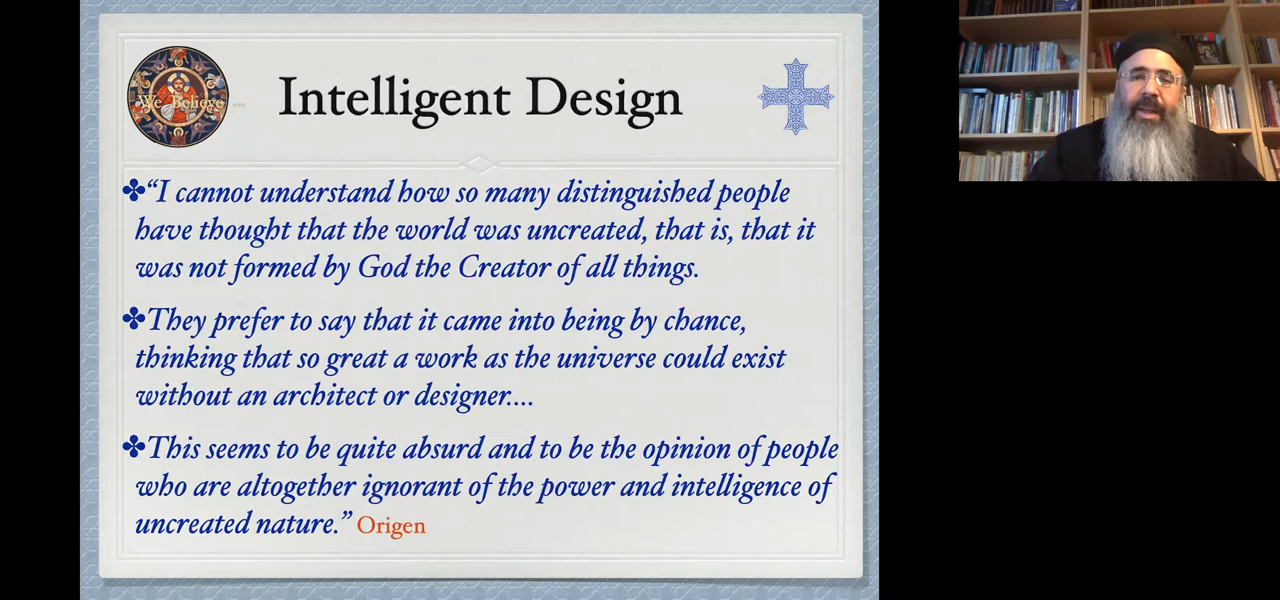 We Believe ...
Intelligent Design
“I cannot understand how so many distinguished people
have thought that the world was uncreated, that is, that it
was not formed by God the Creator of all things.
They prefer to say that it came into being by chance,
thinking that so great a work as the universe could exist
without an architect or designer....
This seems to be quite absurd and to be the opinion of people
who are altogether ignorant of the power and intelligence of
uncreated nature.” Origen